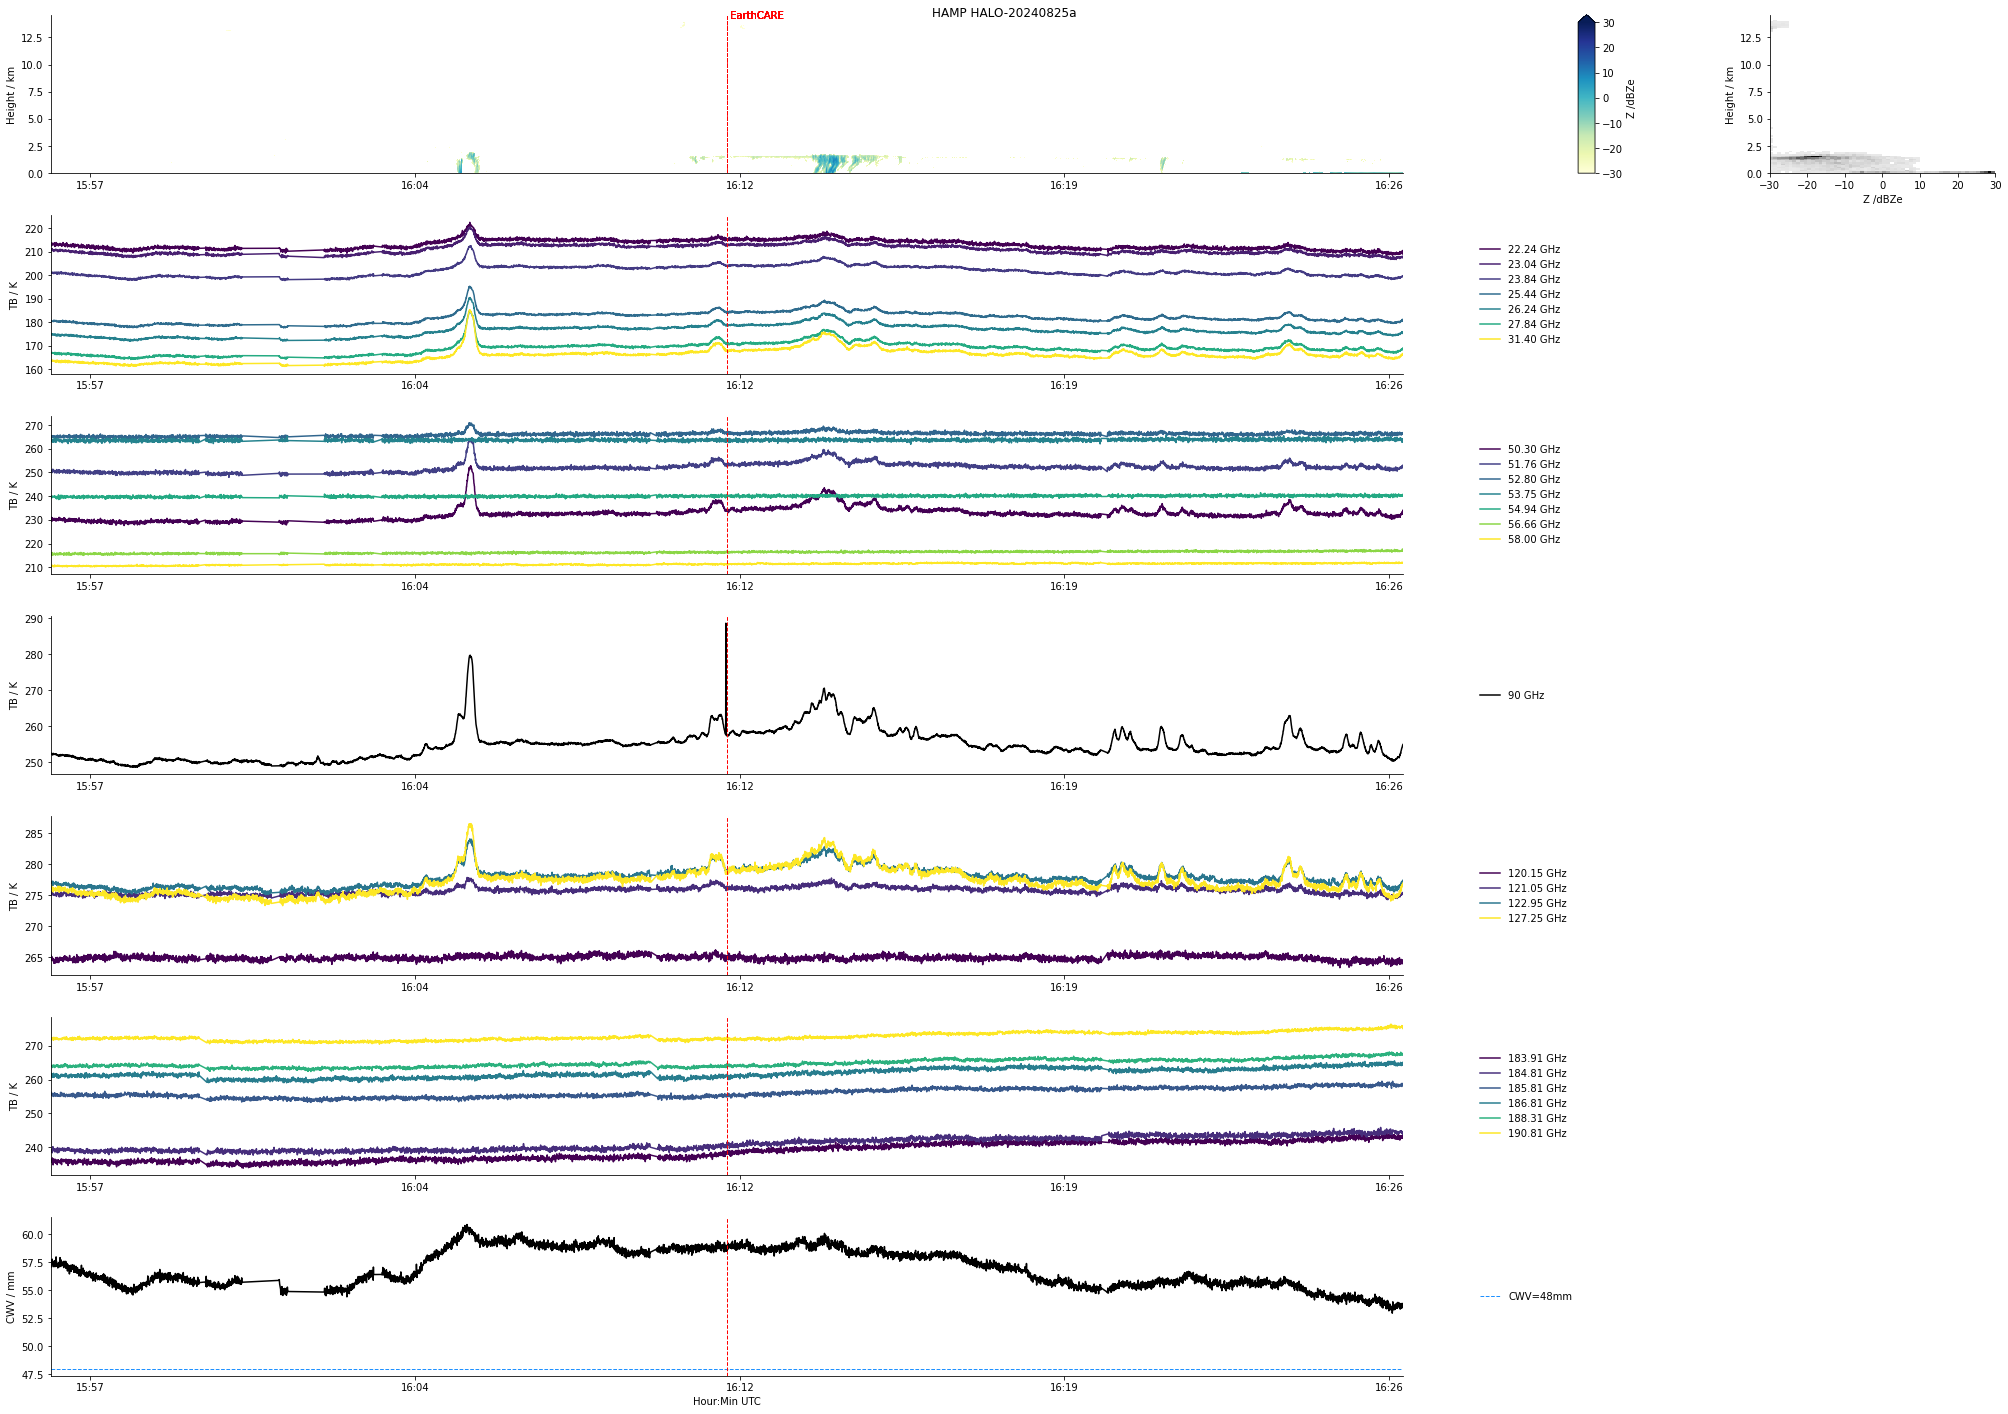 HAMP HALO-20240825a
EarthCARE
Height / km
12.5
10.0
7.5
5.0
2.5
0.0
15:57 16:04 16:12 16:19 16:26
30
20
10
0
−10
−20
−30
Z /dBZe
Height / km
12.5
10.0
7.5
5.0
2.5
0.0
−30 −20 −10 0 10 20 30
Z /dBZe
TB / K
220
210
200
190
180
170
160
15:57 16:04 16:12 16:19 16:26
22.24 GHz
23.04 GHz
23.84 GHz
25.44 GHz
26.24 GHz
27.84 GHz
31.40 GHz
TB / K
270
260
250
240
230
220
210
15:57 16:04 16:12 16:19 16:26
50.30 GHz
51.76 GHz
52.80 GHz
53.75 GHz
54.94 GHz
56.66 GHz
58.00 GHz
TB / K
290
280
270
260
250
15:57 16:04 16:12 16:19 16:26
90 GHz
TB / K
285
280
275
270
265
15:57 16:04 16:12 16:19 16:26
120.15 GHz
121.05 GHz
122.95 GHz
127.25 GHz
TB / K
270
260
250
240
15:57 16:04 16:12 16:19 16:26
183.91 GHz
184.81 GHz
185.81 GHz
186.81 GHz
188.31 GHz
190.81 GHz
CWV / mm
60.0
57.5
55.0
52.5
50.0
47.5
15:57 16:04 16:12 16:19 16:26
Hour:Min UTC
CWV=48mm